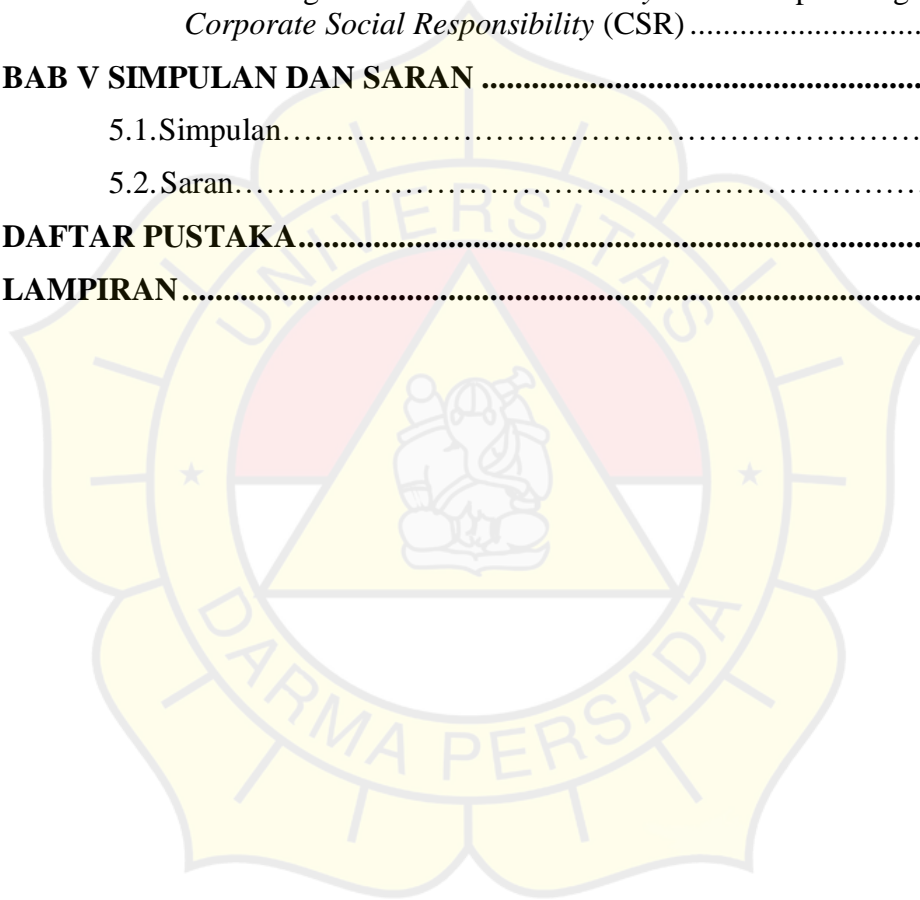 Corporate Social Responsibility (CSR) ............................
BAB V SIMPULAN DAN SARAN ......................................................
5.1. Simpulan……………………………………………………………
5.2. Saran…………………………………………………………………
DAFTAR PUSTAKA...........................................................................
LAMPIRAN .........................................................................................
UNIVERSITAS
DARMA PERSADA